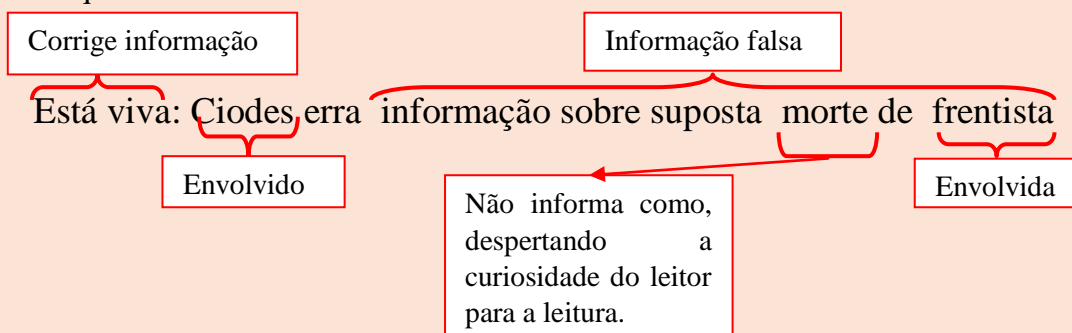 Corrige informação
Informação falsa
Está viva: Ciodes erra informação sobre suposta morte de frentista
Envolvido
Envolvida
Não informa como,
despertando a
curiosidade do leitor
para a leitura.